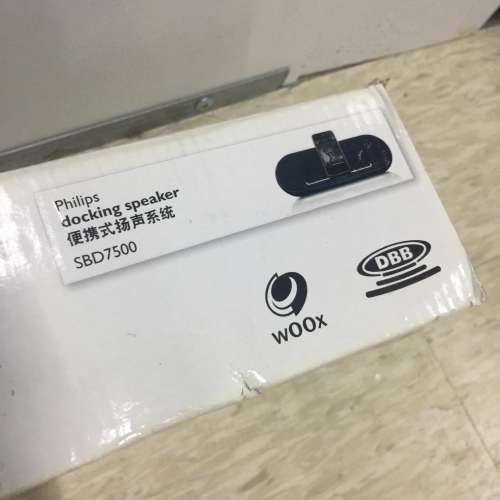 Philips
docking speaker
便携式扬声系统
SBD7500
wOOx
DBB